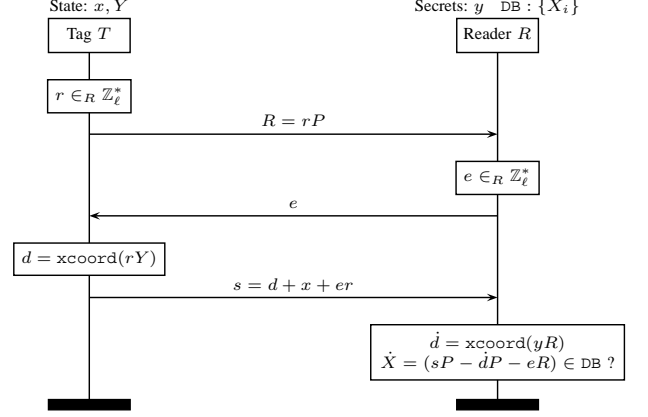 State: x, Y
Secrets: y DB : {X_i}
Tag T
Reader R
r ∈_R ℤ*_ℓ
R = rP
e ∈_R ℤ*_ℓ
e
d = xcoord(rY)
s = d + x + er
ḋ = xcoord(yR)
Ẋ = (sP − ḋP − eR) ∈ DB ?